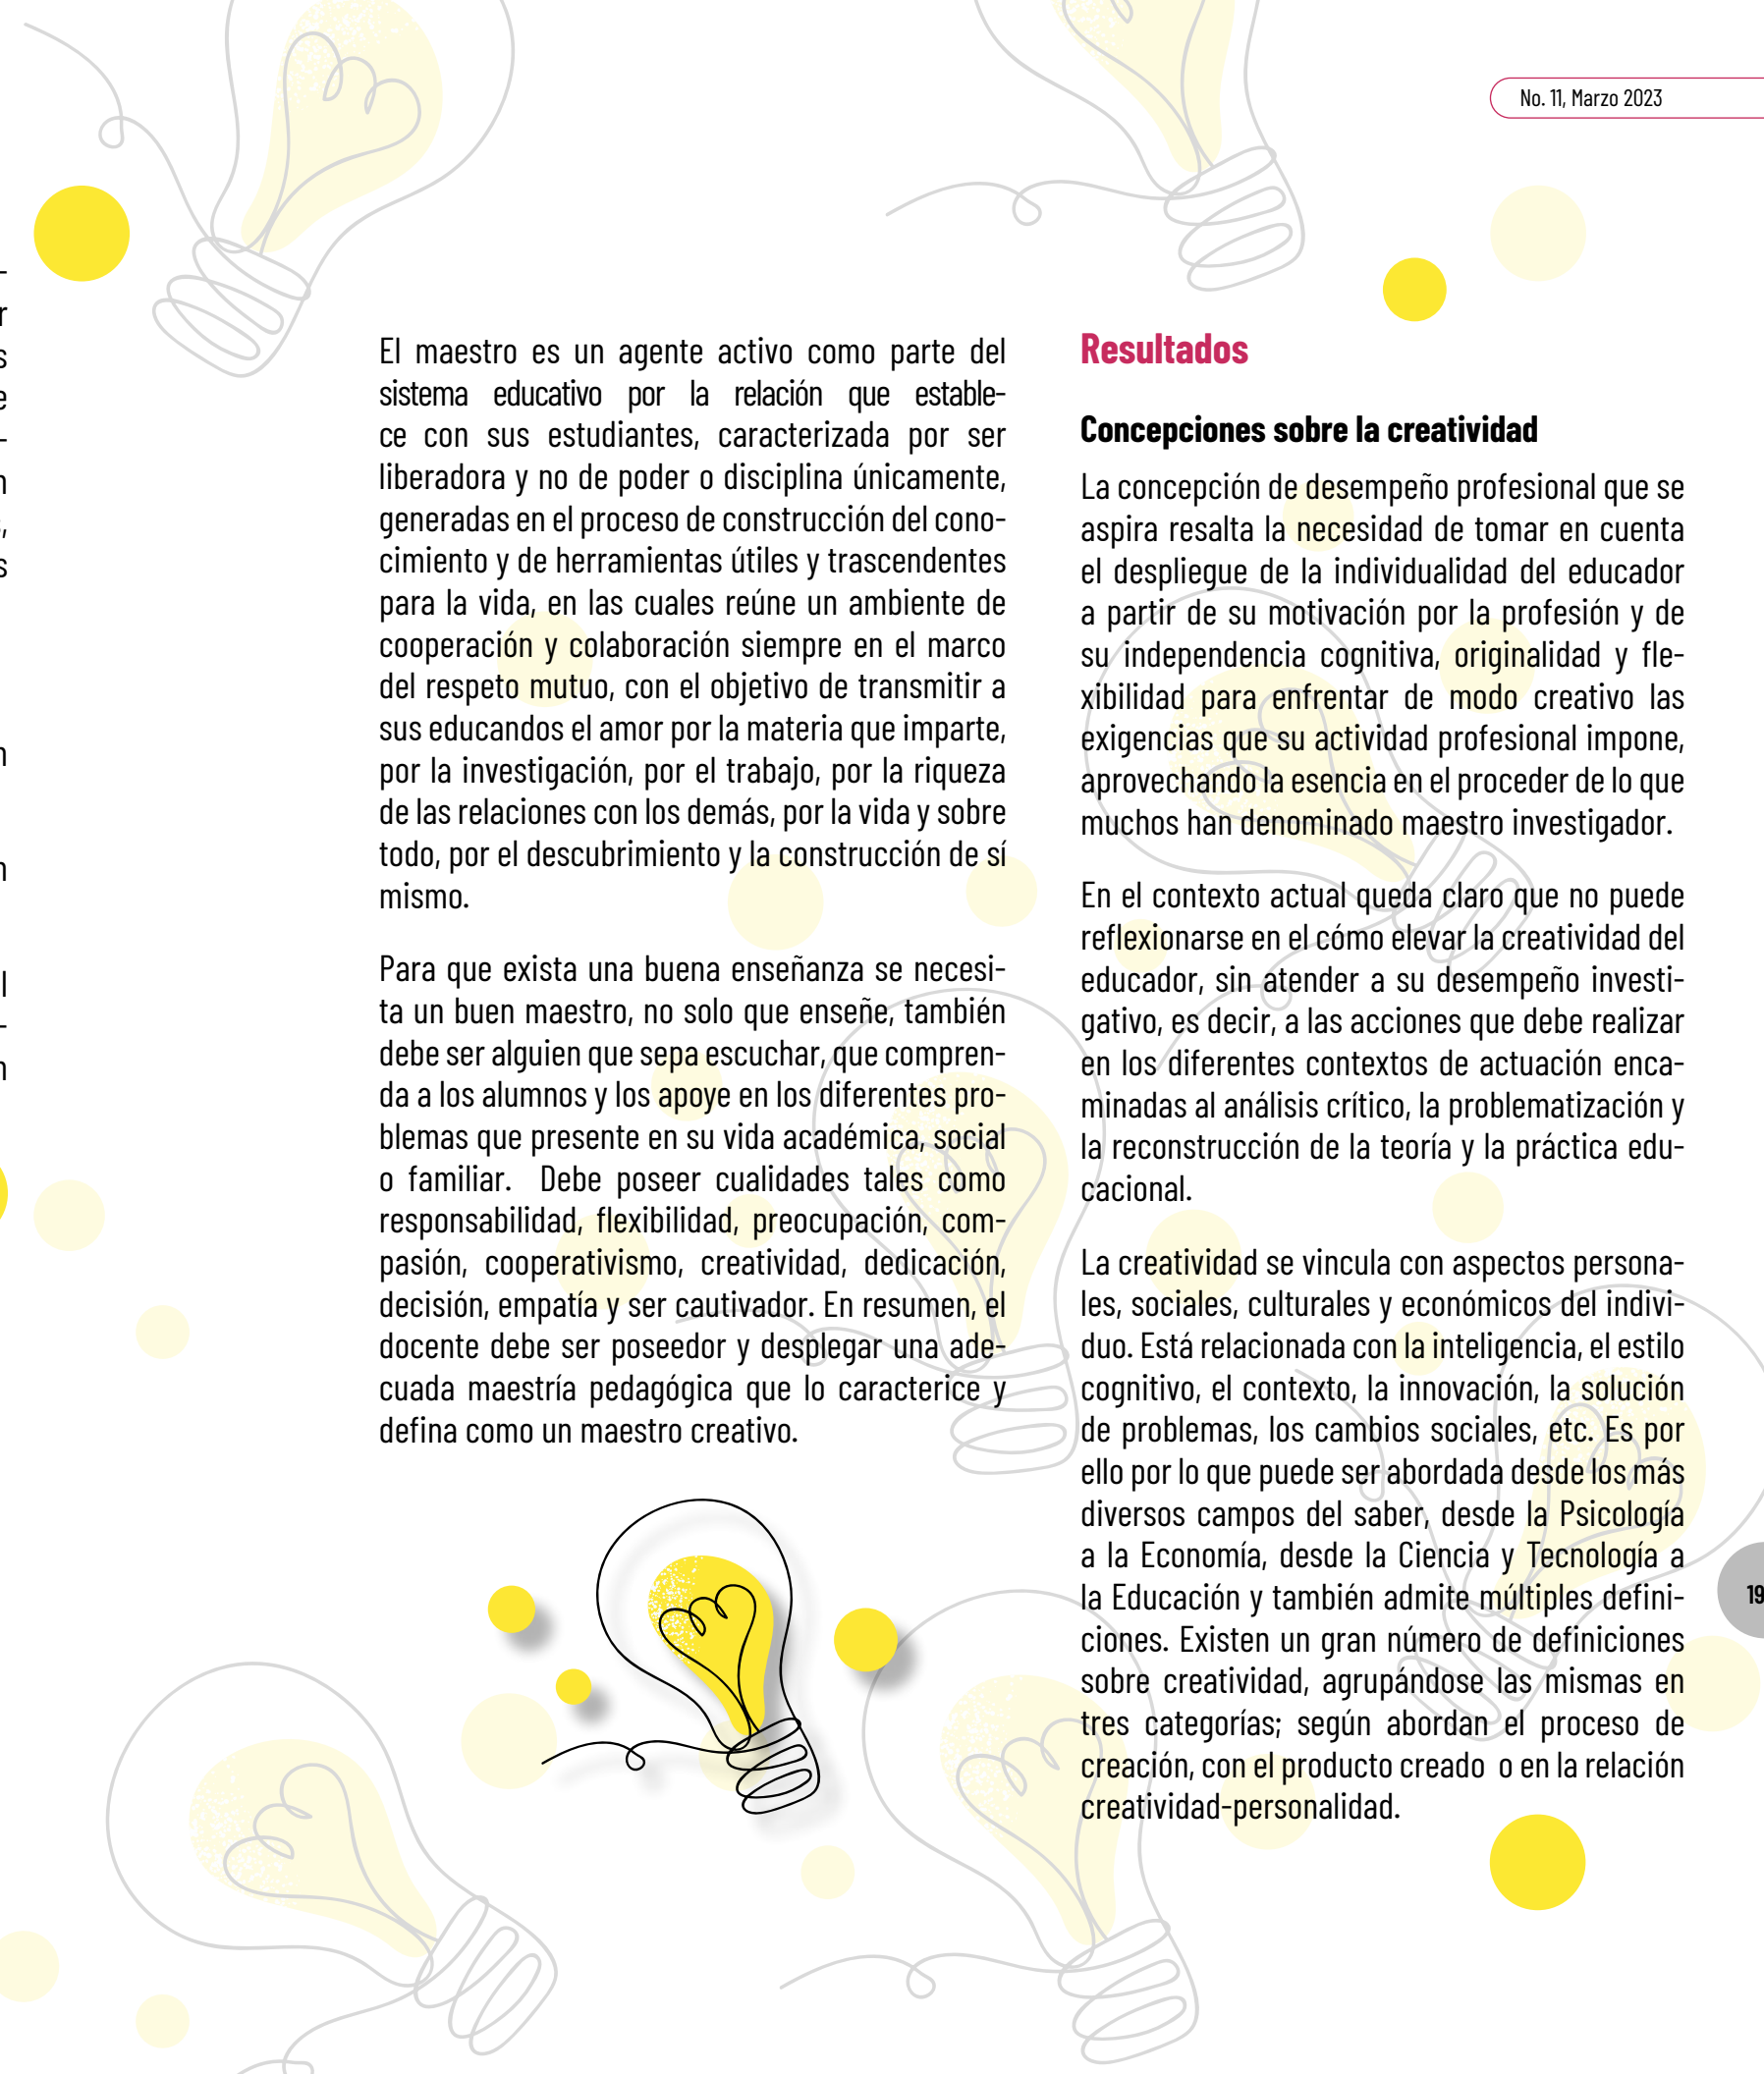 No. 11, Marzo 2023
El maestro es un agente activo como parte del
sistema educativo por la relación que estable-
ce con sus estudiantes, caracterizada por ser
liberadora y no de poder o disciplina únicamente,
generadas en el proceso de construcción del cono-
cimiento y de herramientas útiles y trascendentes
para la vida, en las cuales reúne un ambiente de
cooperación y colaboración siempre en el marco
del respeto mutuo, con el objetivo de transmitir a
sus educandos el amor por la materia que imparte,
por la investigación, por el trabajo, por la riqueza
de las relaciones con los demás, por la vida y sobre
todo, por el descubrimiento y la construcción de sí
mismo.
Para que exista una buena enseñanza se necesi-
ta un buen maestro, no solo que enseñe, también
debe ser alguien que sepa escuchar, que compren-
da a los alumnos y los apoye en los diferentes pro-
blemas que presente en su vida académica, social
o familiar. Debe poseer cualidades tales como
responsabilidad, flexibilidad, preocupación, com-
pasión, cooperativismo, creatividad, dedicación,
decisión, empatía y ser cautivador. En resumen, el
docente debe ser poseedor y desplegar una ade-
cuada maestría pedagógica que lo caracterice y
defina como un maestro creativo.
Resultados
Concepciones sobre la creatividad
La concepción de desempeño profesional que se
aspira resalta la necesidad de tomar en cuenta
el despliegue de la individualidad del educador
a partir de su motivación por la profesión y de
su independencia cognitiva, originalidad y fle-
xibilidad para enfrentar de modo creativo las
exigencias que su actividad profesional impone,
aprovechando la esencia en el proceder de lo que
muchos han denominado maestro investigador.
En el contexto actual queda claro que no puede
reflexionarse en el cómo elevar la creatividad del
educador, sin atender a su desempeño investi-
gativo, es decir, a las acciones que debe realizar
en los diferentes contextos de actuación enca-
minadas al análisis crítico, la problematización y
la reconstrucción de la teoría y la práctica edu-
cacional.
La creatividad se vincula con aspectos persona-
les, sociales, culturales y económicos del indivi-
duo. Está relacionada con la inteligencia, el estilo
cognitivo, el contexto, la innovación, la solución
de problemas, los cambios sociales, etc. Es por
ello por lo que puede ser abordada desde los más
diversos campos del saber, desde la Psicología
a la Economía, desde la Ciencia y Tecnología a
la Educación y también admite múltiples defini-
ciones. Existen un gran número de definiciones
sobre creatividad, agrupándose las mismas en
tres categorías; según abordan el proceso de
creación, con el producto creado o en la relación
creatividad-personalidad.
19